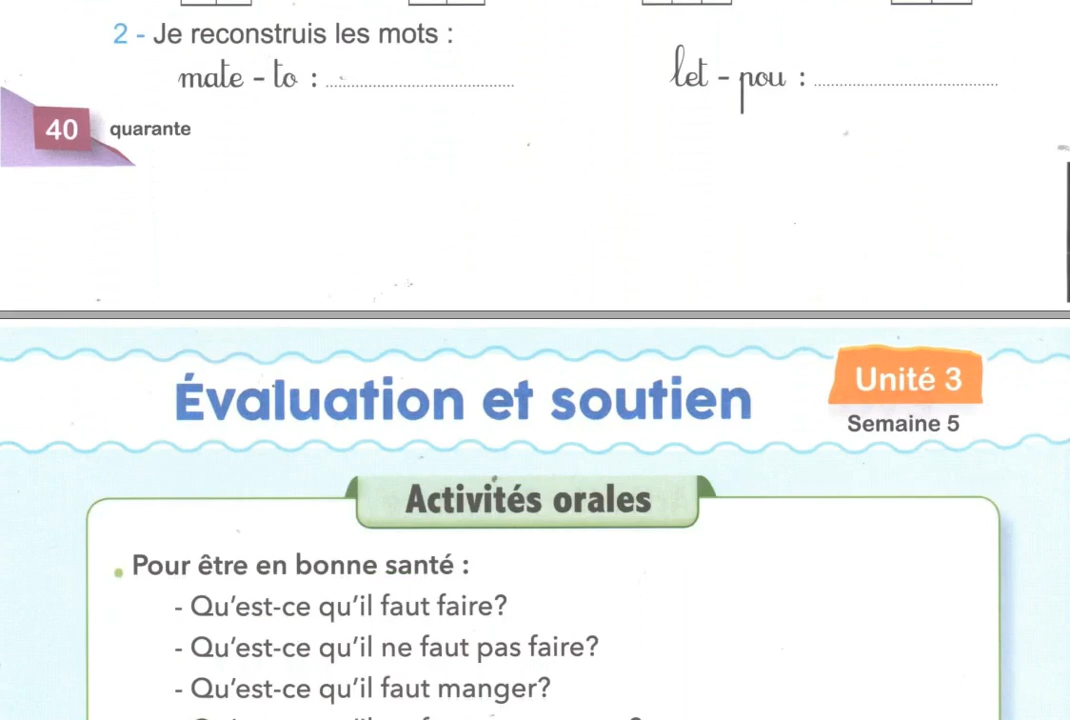 2 - Je reconstruis les mots :
mate - to : ........................................ let - pou : ........................................
40 quarante
Évaluation et soutien
Unité 3
Semaine 5
Activités orales
• Pour être en bonne santé :
- Qu'est-ce qu'il faut faire?
- Qu'est-ce qu'il ne faut pas faire?
- Qu'est-ce qu'il faut manger?